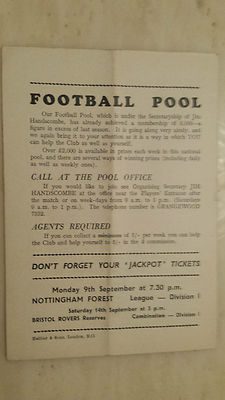 FOOTBALL POOL
Our Football Pool, which is under the Secretaryship of Jim
Handscombe, has already achieved a membership of 6,000—a
figure in excess of last season. It is going along very nicely, and
we again bring it to your attention as it is a way in which YOU
can help the Club as well as yourself.
Over £2,000 is available in prizes each week in this national
pool, and there are several ways of winning prizes (including daily
as well as weekly ones).
CALL AT THE POOL OFFICE
If you would like to see Organising Secretary JIM
HANDSCOMBE at the office near the Players' Entrance after
the match or on week-days from 9 a.m. to 5 p.m. (Saturdays
9 a.m. to 1 p.m.). The telephone number is GRANGEWOOD
7552.
AGENTS REQUIRED
If you can collect a minimum of 1/- per week you can help
the Club and help yourself to in the £ commission.
DON'T FORGET YOUR "JACKPOT" TICKETS
Monday 9th September at 7.30 p.m.
NOTTINGHAM FOREST League — Division I
Saturday 14th September at 3 p.m.
BRISTOL ROVERS Reserves Combination — Division I
& Sons, London,